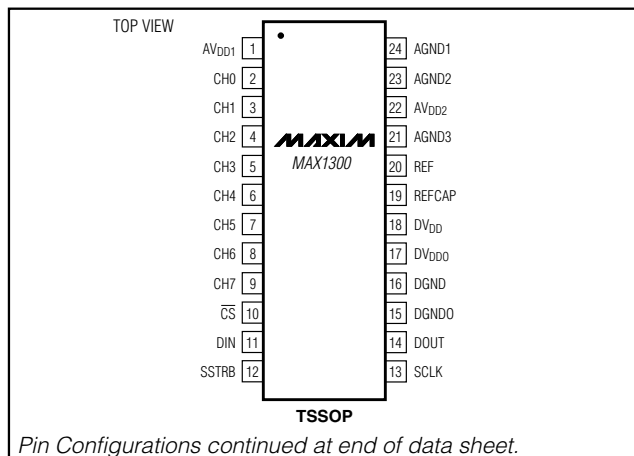 TOP VIEW
AVDD1 1 24 AGND1
CH0 2 23 AGND2
CH1 3 22 AVDD2
CH2 4 MAXIM 21 AGND3
CH3 5 MAX1300 20 REF
CH4 6 19 REFCAP
CH5 7 18 DVDD
CH6 8 17 DVDDO
CH7 9 16 DGND
C̅S̅ 10 15 DGNDO
DIN 11 14 DOUT
SSTRB 12 13 SCLK
TSSOP
Pin Configurations continued at end of data sheet.